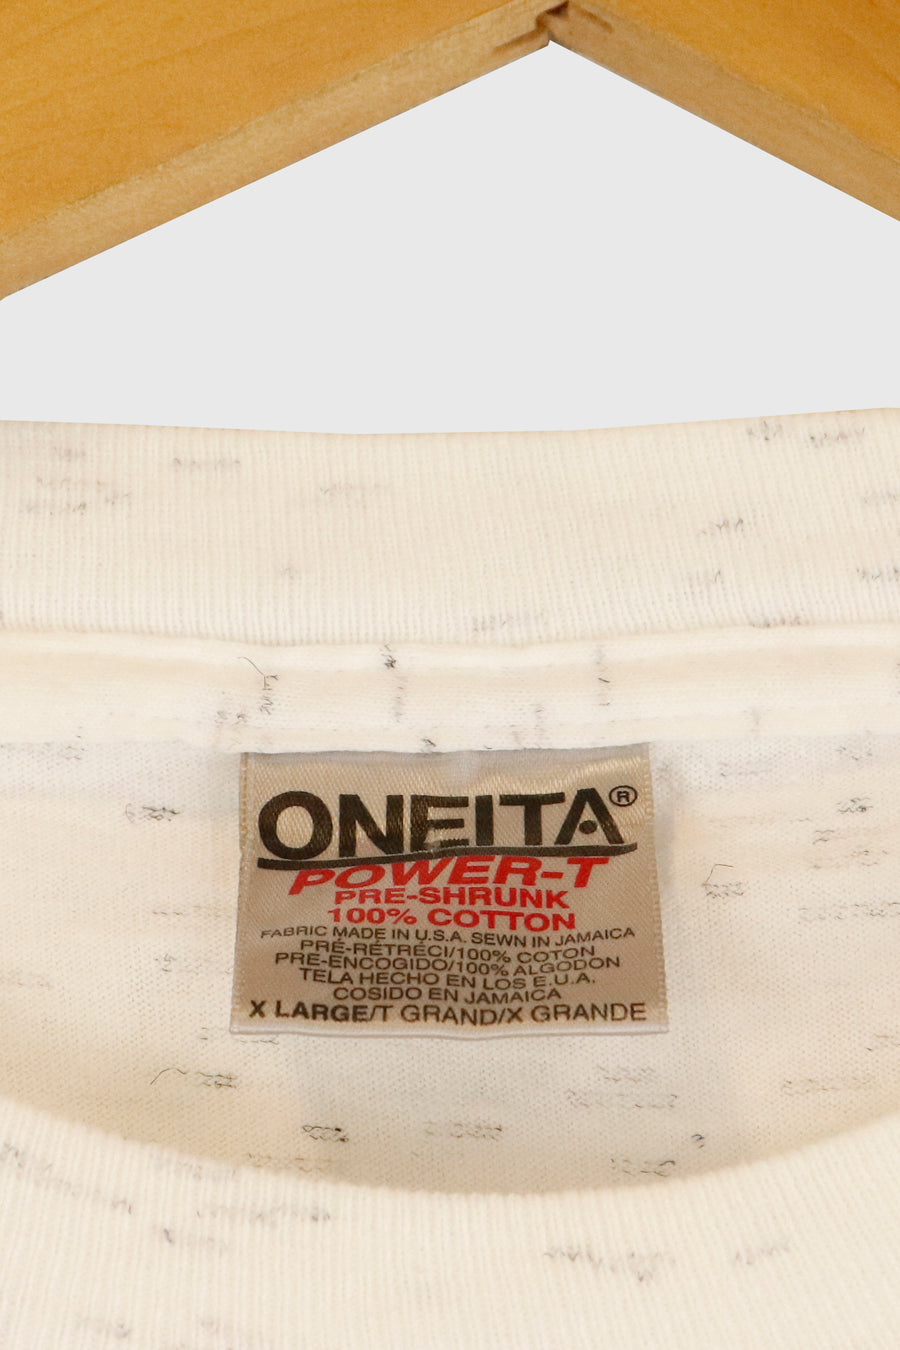 ONEITA®
POWER-T
PRE-SHRUNK
100% COTTON
FABRIC MADE IN U.S.A. SEWN IN JAMAICA
PRÉ-RÉTRÉCI/100% COTON
PRE-ENCOGIDO/100% ALGODON
TELA HECHO EN LOS E.U.A.
COSIDO EN JAMAICA
X LARGE/T GRAND/X GRANDE